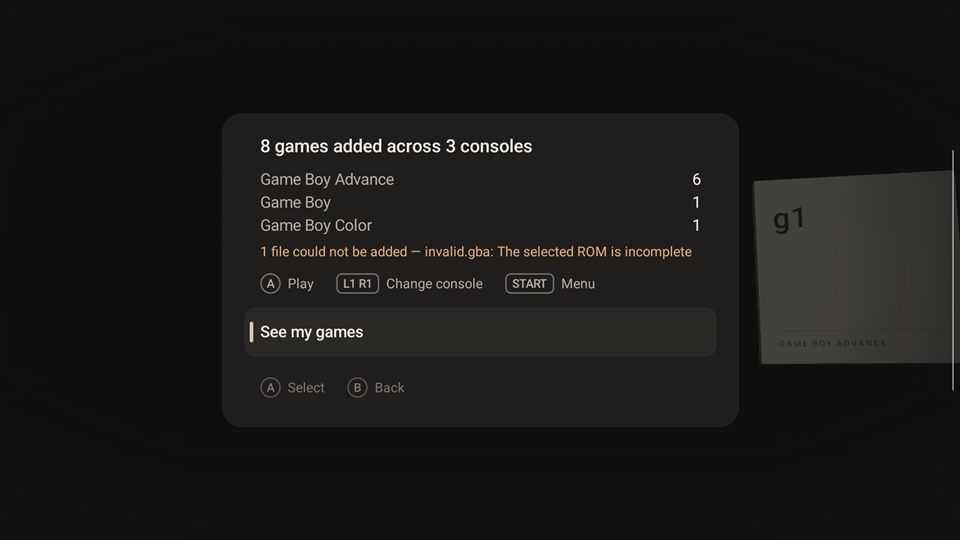 8 games added across 3 consoles
Game Boy Advance 6
Game Boy 1
Game Boy Color 1
1 file could not be added — invalid.gba: The selected ROM is incomplete
A Play L1 R1 Change console START Menu
See my games
A Select B Back
g1
GAME BOY ADVANCE